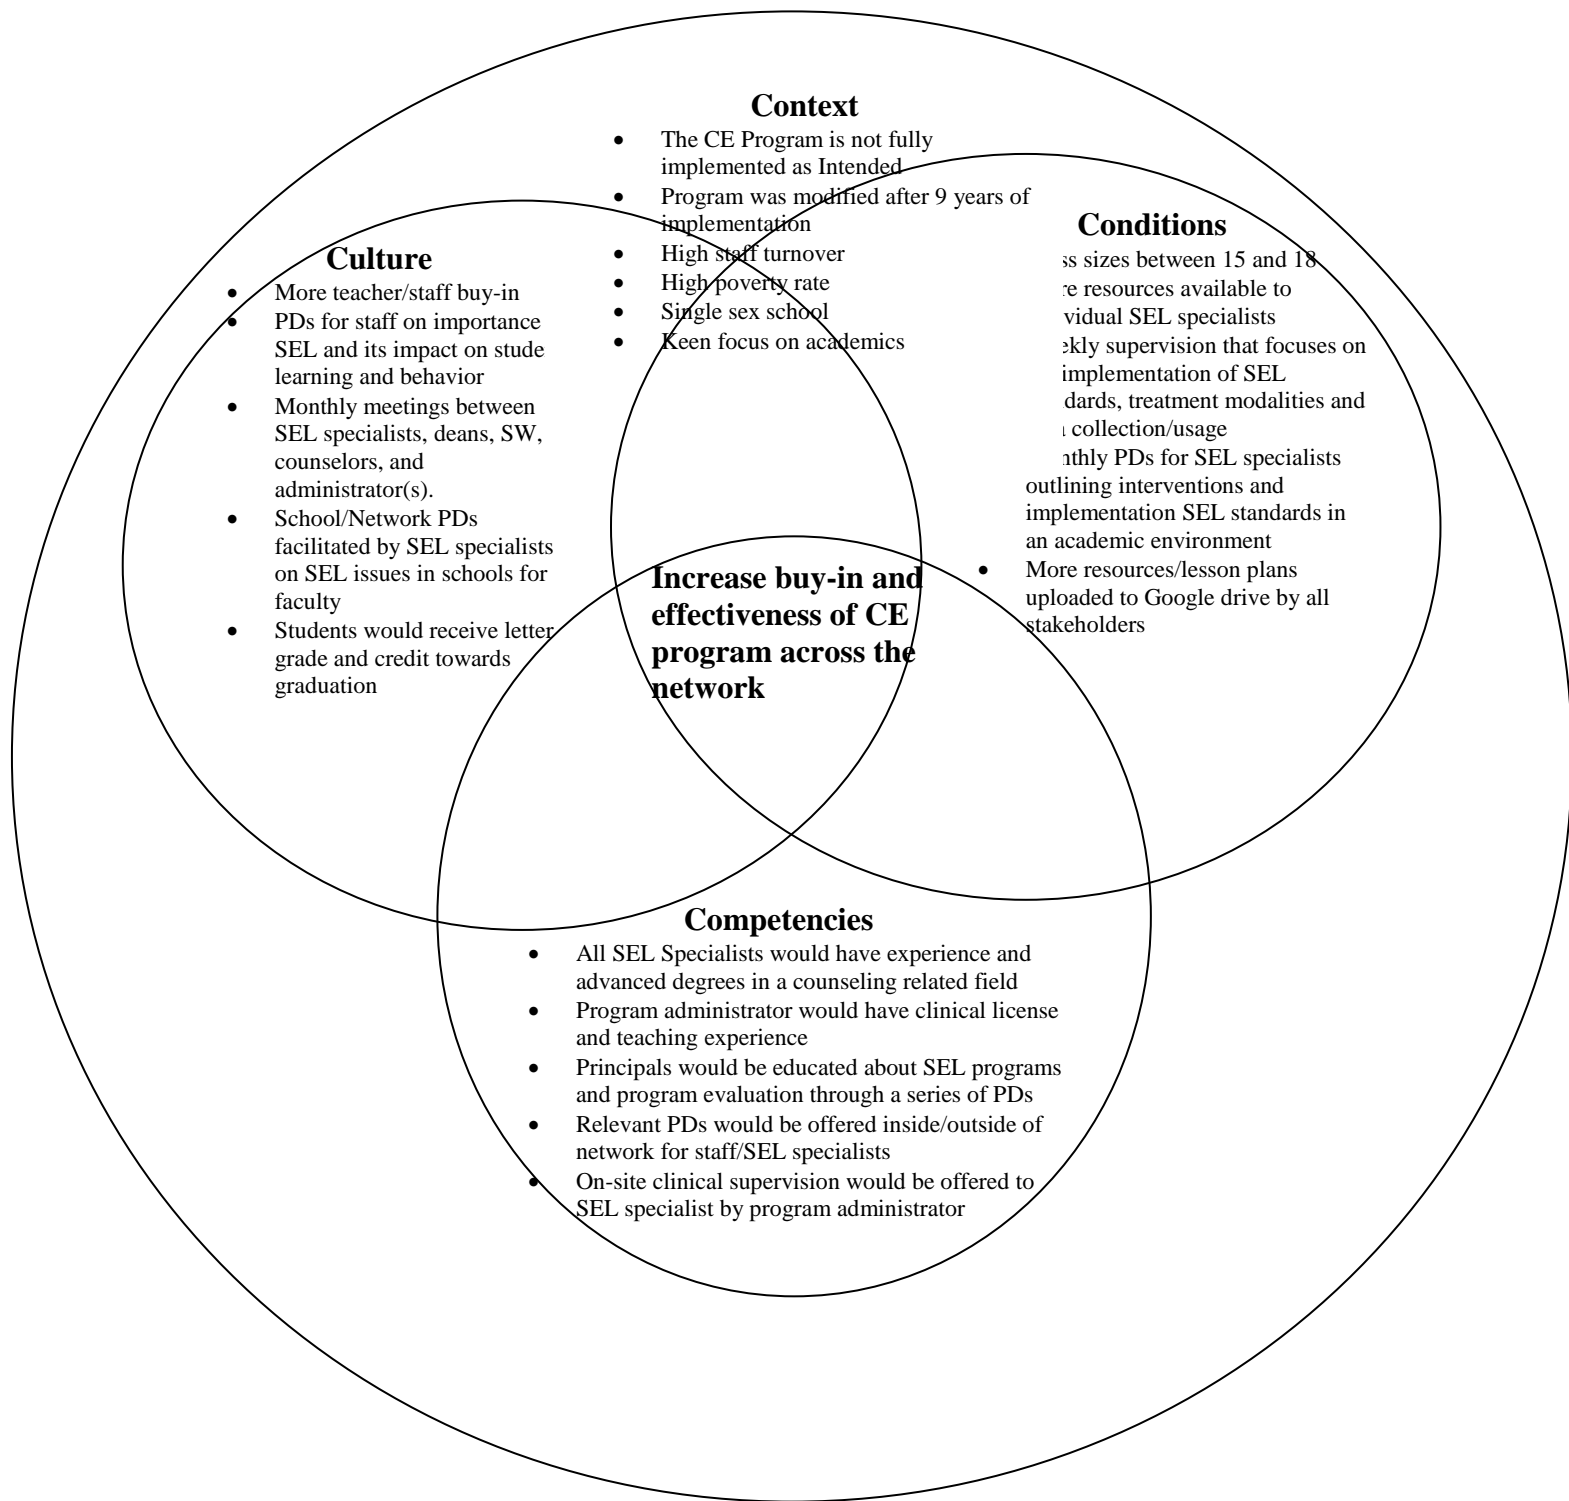 Context
• The CE Program is not fully
implemented as Intended
• Program was modified after 9 years of
implementation
• High staff turnover
• High poverty rate
• Single sex school
• Keen focus on academics
Culture
• More teacher/staff buy-in
• PDs for staff on importance
SEL and its impact on stude
learning and behavior
• Monthly meetings between
SEL specialists, deans, SW,
counselors, and
administrator(s).
• School/Network PDs
facilitated by SEL specialists
on SEL issues in schools for
faculty
• Students would receive letter
grade and credit towards
graduation
Conditions
ss sizes between 15 and 18
re resources available to
vidual SEL specialists
ekly supervision that focuses on
implementation of SEL
dards, treatment modalities and
collection/usage
nthly PDs for SEL specialists
outlining interventions and
implementation SEL standards in
an academic environment
• More resources/lesson plans
uploaded to Google drive by all
stakeholders
Increase buy-in and
effectiveness of CE
program across the
network
Competencies
• All SEL Specialists would have experience and
advanced degrees in a counseling related field
• Program administrator would have clinical license
and teaching experience
• Principals would be educated about SEL programs
and program evaluation through a series of PDs
• Relevant PDs would be offered inside/outside of
network for staff/SEL specialists
• On-site clinical supervision would be offered to
SEL specialist by program administrator